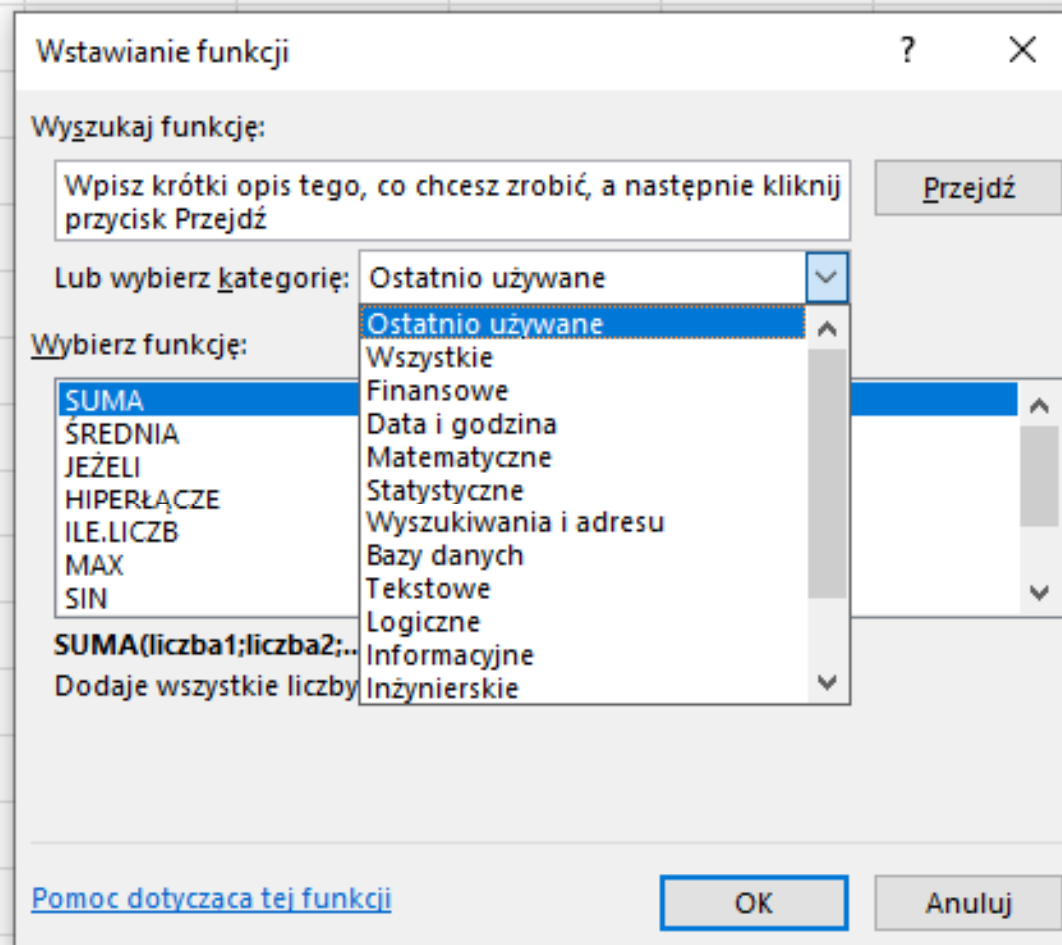 Wstawianie funkcji
?
Wyszukaj funkcję:
Wpisz krótki opis tego, co chcesz zrobić, a następnie kliknij
przycisk Przejdź
Przejdź
Lub wybierz kategorię: Ostatnio używane
Ostatnio używane
Wszystkie
Finansowe
Data i godzina
Matematyczne
Statystyczne
Wyszukiwania i adresu
Bazy danych
Tekstowe
Logiczne
Informacyjne
Inżynierskie
Wybierz funkcję:
SUMA
ŚREDNIA
JEŻELI
HIPERŁĄCZE
ILE.LICZB
MAX
SIN
SUMA(liczba1;liczba2;..
Dodaje wszystkie liczby
Pomoc dotycząca tej funkcji
OK
Anuluj